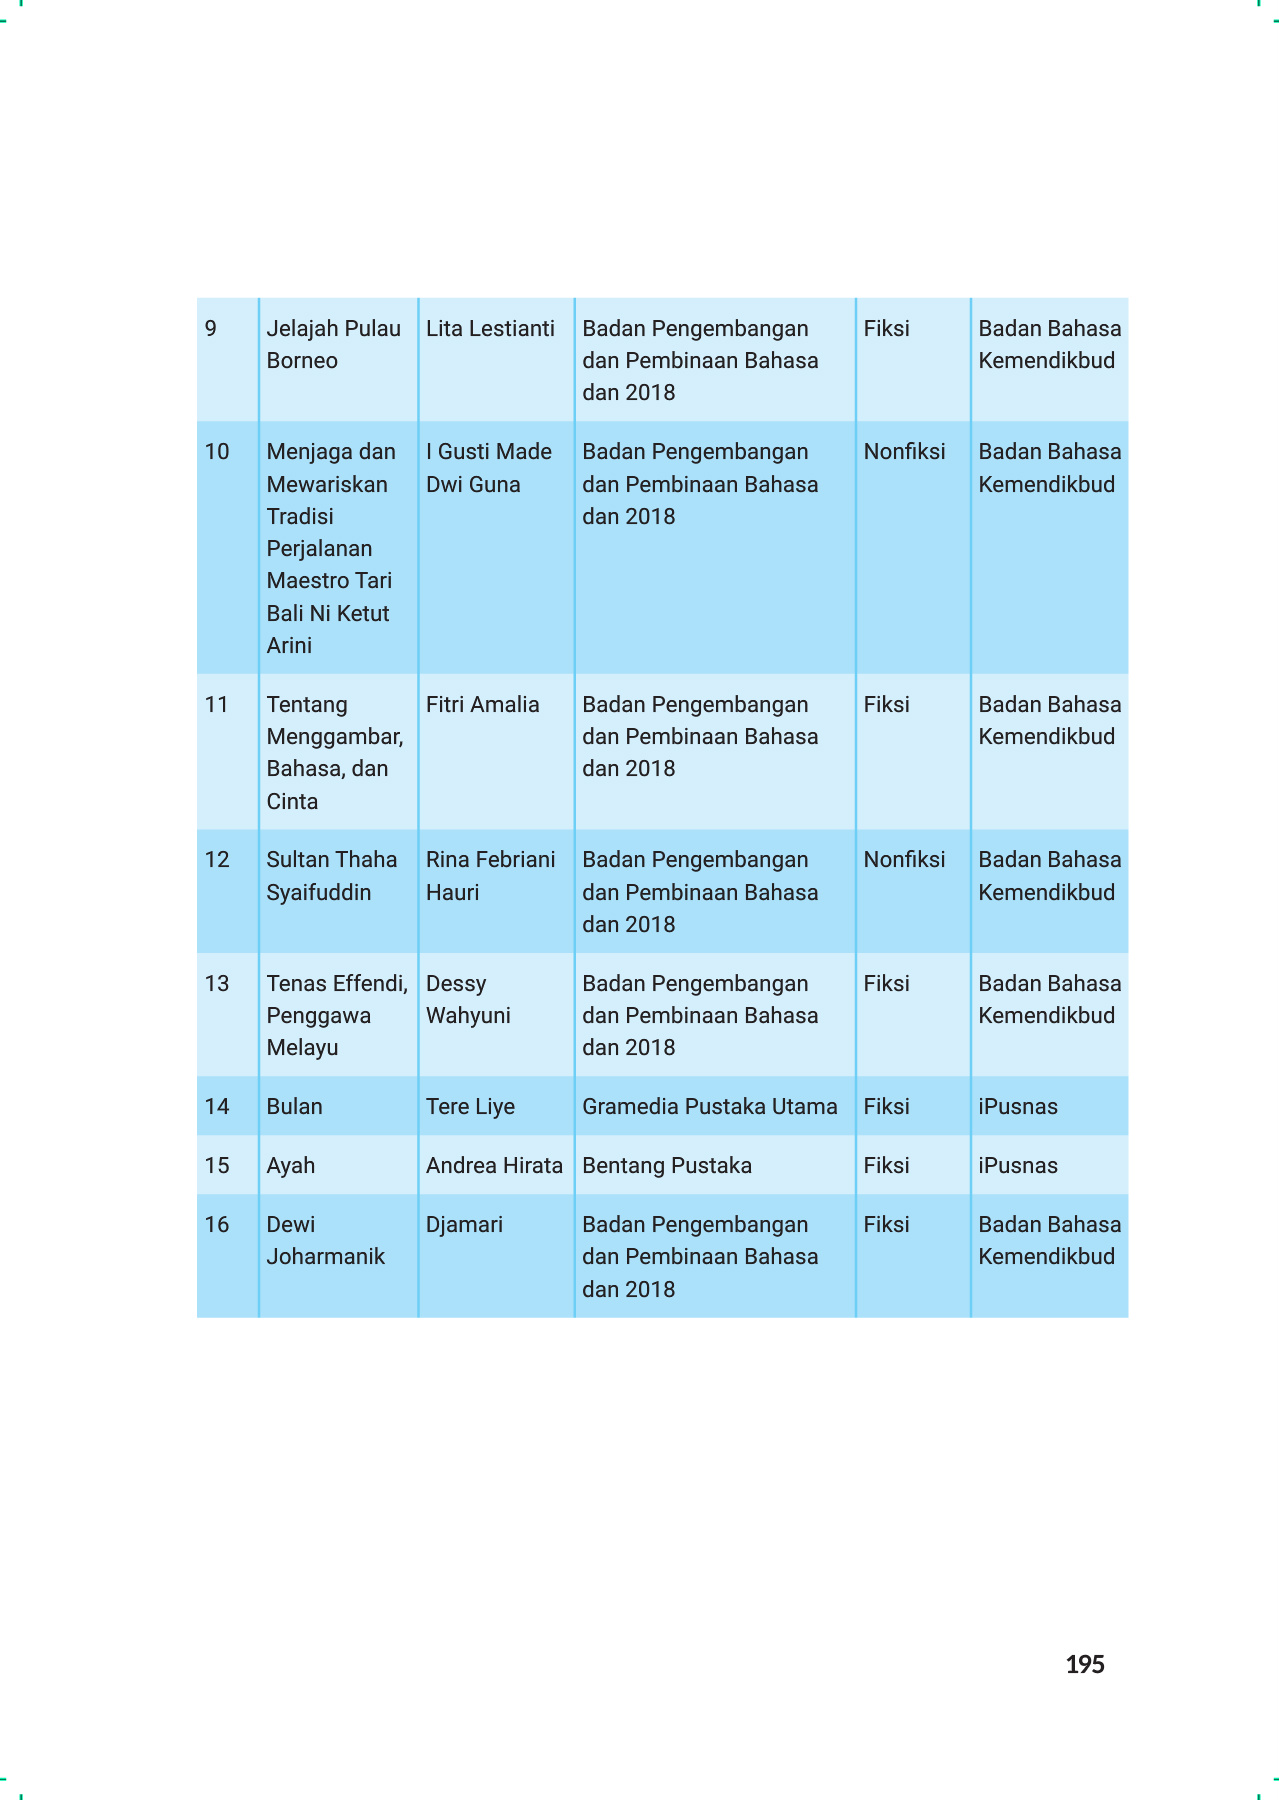 9
Jelajah Pulau
Borneo
Lita Lestianti
Badan Pengembangan
dan Pembinaan Bahasa
dan 2018
Fiksi
Badan Bahasa
Kemendikbud
10
Menjaga dan
Mewariskan
Tradisi
Perjalanan
Maestro Tari
Bali Ni Ketut
Arini
I Gusti Made
Dwi Guna
Badan Pengembangan
dan Pembinaan Bahasa
dan 2018
Nonfiksi
Badan Bahasa
Kemendikbud
11
Tentang
Menggambar,
Bahasa, dan
Cinta
Fitri Amalia
Badan Pengembangan
dan Pembinaan Bahasa
dan 2018
Fiksi
Badan Bahasa
Kemendikbud
12
Sultan Thaha
Syaifuddin
Rina Febriani
Hauri
Badan Pengembangan
dan Pembinaan Bahasa
dan 2018
Nonfiksi
Badan Bahasa
Kemendikbud
13
Tenas Effendi,
Penggawa
Melayu
Dessy
Wahyuni
Badan Pengembangan
dan Pembinaan Bahasa
dan 2018
Fiksi
Badan Bahasa
Kemendikbud
14
Bulan
Tere Liye
Gramedia Pustaka Utama
Fiksi
iPusnas
15
Ayah
Andrea Hirata
Bentang Pustaka
Fiksi
iPusnas
16
Dewi
Joharmanik
Djamari
Badan Pengembangan
dan Pembinaan Bahasa
dan 2018
Fiksi
Badan Bahasa
Kemendikbud
195